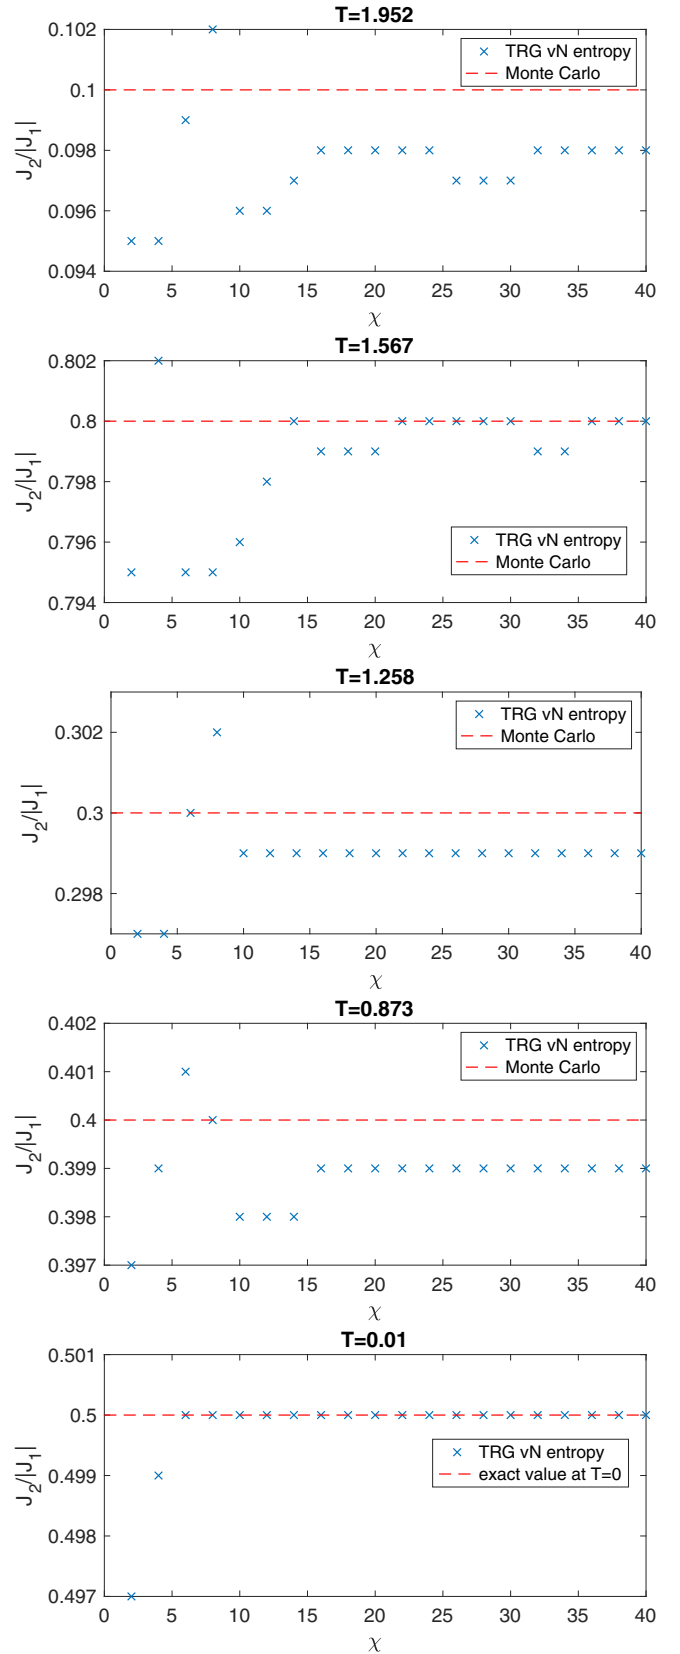 T=1.952
0.102
0.1
0.098
0.096
0.094
J2/|J1|
TRG vN entropy
Monte Carlo
0 5 10 15 20 25 30 35 40
χ
T=1.567
0.802
0.8
0.798
0.796
0.794
J2/|J1|
TRG vN entropy
Monte Carlo
0 5 10 15 20 25 30 35 40
χ
T=1.258
0.302
0.3
0.298
J2/|J1|
TRG vN entropy
Monte Carlo
0 5 10 15 20 25 30 35 40
χ
T=0.873
0.402
0.401
0.4
0.399
0.398
0.397
J2/|J1|
TRG vN entropy
Monte Carlo
0 5 10 15 20 25 30 35 40
χ
T=0.01
0.501
0.5
0.499
0.498
0.497
J2/|J1|
TRG vN entropy
exact value at T=0
0 5 10 15 20 25 30 35 40
χ